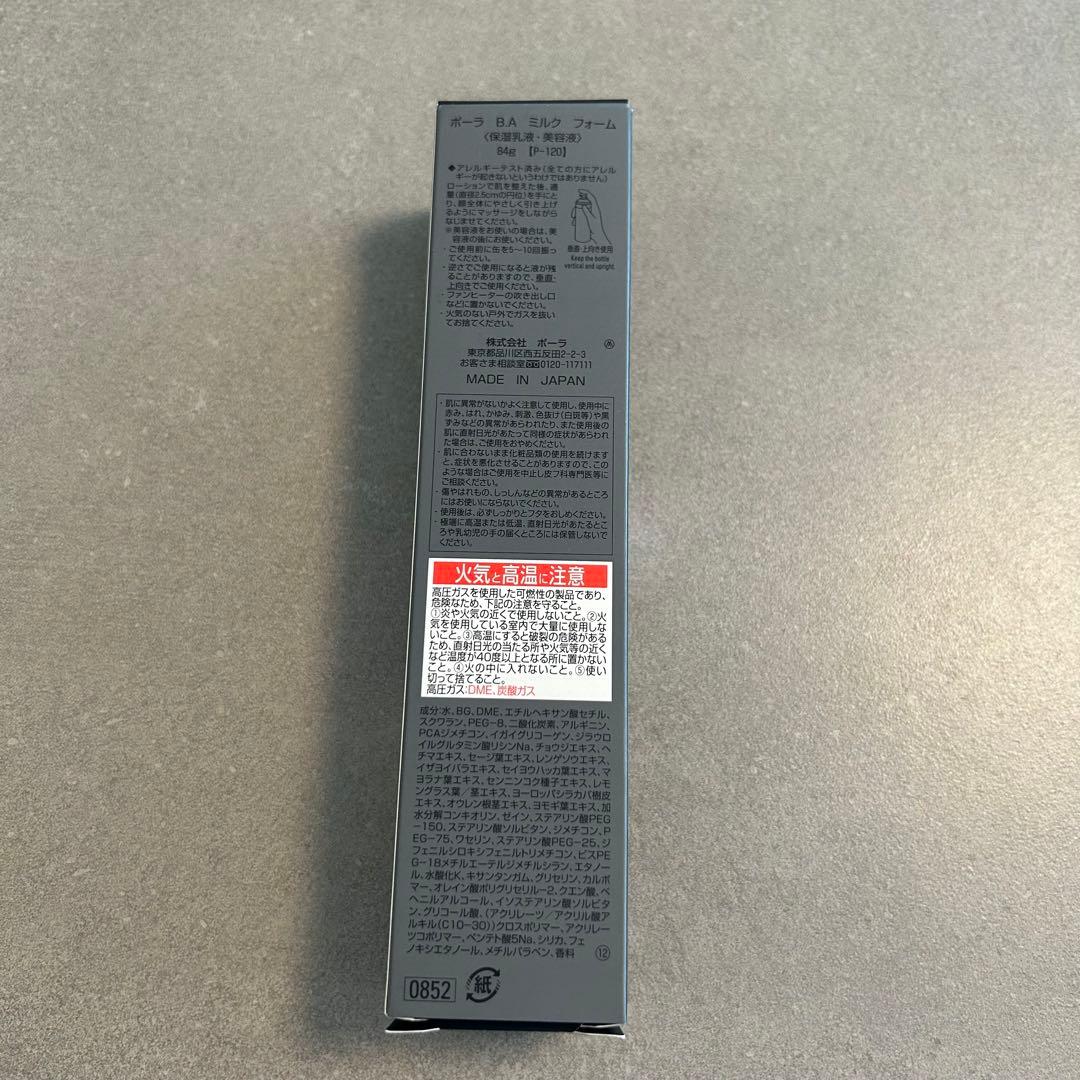 ポーラ B.A ミルク フォーム
〈保湿乳液・美容液〉
84g 【P-120】
◆アレルギーテスト済み(全ての方にアレル
ギーが起きないというわけではありません)
ローションで肌を整えた後、適
量(直径2.5cmの円位)を手にと
り、顔全体にやさしく引き上げ
るようにマッサージをしながら
なじませてください。
※美容液をお使いの場合は、美
容液の後にお使いください。
・ご使用前に缶を5〜10回振っ
てください。
・逆さでご使用になると液が残
ることがありますので、垂直・
上向きでご使用ください。
・ファンヒーターの吹き出し口
などに置かないでください。
・火気のない戸外でガスを抜い
てお捨てください。
垂直・上向き使用
Keep the bottle
vertical and upright.
株式会社 ポーラ
東京都品川区西五反田2-2-3
お客さま相談室 0120-117111
MADE IN JAPAN
・肌に異常がないかよく注意して使用し、使用中に
赤み、はれ、かゆみ、刺激、色抜け(白斑等)や黒
ずみなどの異常があらわれたり、また使用後の
肌に直射日光があたって同様の症状があらわれ
た場合は、ご使用をおやめください。
・肌に合わないまま化粧品類の使用を続けます
と、症状を悪化させることがありますので、この
ような場合はご使用を中止し皮フ科専門医等に
ご相談ください。
・傷やはれもの、しっしんなどの異常があるところ
にはお使いにならないでください。
・使用後は、必ずしっかりとフタをおしめください。
・極端に高温または低温、直射日光があたるとこ
ろや乳幼児の手の届くところには保管しないで
ください。
火気と高温に注意
高圧ガスを使用した可燃性の製品であり、
危険なため、下記の注意を守ること。
①炎や火気の近くで使用しないこと。②火
気を使用している室内で大量に使用しな
いこと。③高温にすると破裂の危険がある
ため、直射日光の当たる所や火気等の近く
など温度が40度以上となる所に置かない
こと。④火の中に入れないこと。⑤使い
切って捨てること。
高圧ガス:DME、炭酸ガス
成分:水、BG、DME、エチルヘキサン酸セチル、
スクワラン、PEG-8、二酸化炭素、アルギニン、
PCAジメチコン、イガイグリコーゲン、ジラウロ
イルグルタミン酸リシンNa、チョウジエキス、ヘ
チマエキス、セージ葉エキス、レンゲソウエキス、
イザヨイバラエキス、セイヨウハッカ葉エキス、マ
ヨラナ葉エキス、センニンコク種子エキス、レモ
ングラス葉/茎エキス、ヨーロッパシラカバ樹皮
エキス、オウレン根茎エキス、ヨモギ葉エキス、加
水分解コンキオリン、ゼイン、ステアリン酸PEG
-150、ステアリン酸ソルビタン、ジメチコン、P
EG-75、ワセリン、ステアリン酸PEG-25、ジ
フェニルシロキシフェニルトリメチコン、ビスPE
G-18メチルエーテルジメチルシラン、エタノー
ル、水酸化K、キサンタンガム、グリセリン、カルボ
マー、オレイン酸ポリグリセリル-2、クエン酸、ベ
ヘニルアルコール、イソステアリン酸ソルビタ
ン、グリコール酸、(アクリレーツ/アクリル酸ア
ルキル(C10-30))クロスポリマー、アクリレー
ツコポリマー、ペンテト酸5Na、シリカ、フェ
ノキシエタノール、メチルパラベン、香料 ⑫
0852
紙